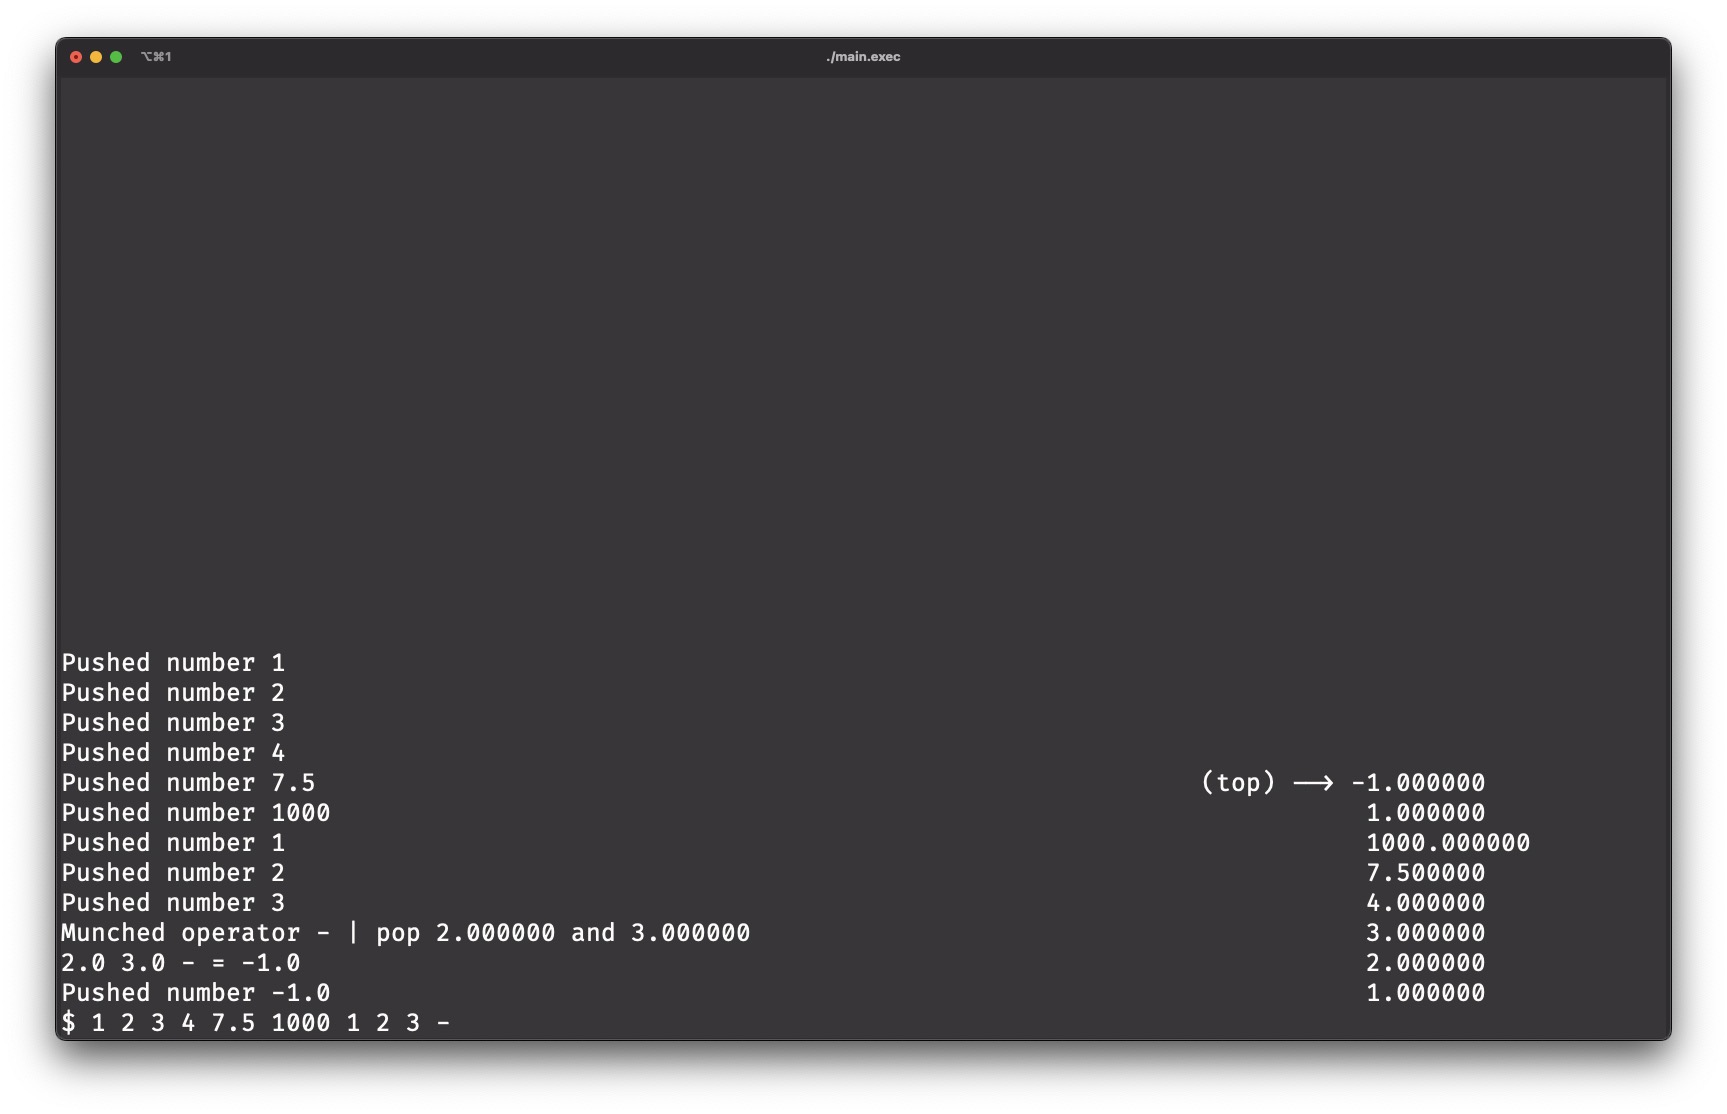 ⌥⌘1 ./main.exec
Pushed number 1
Pushed number 2
Pushed number 3
Pushed number 4
Pushed number 7.5
Pushed number 1000
Pushed number 1
Pushed number 2
Pushed number 3
Munched operator - | pop 2.000000 and 3.000000
2.0 3.0 - = -1.0
Pushed number -1.0
$ 1 2 3 4 7.5 1000 1 2 3 -
(top) ⟶ -1.000000
1.000000
1000.000000
7.500000
4.000000
3.000000
2.000000
1.000000